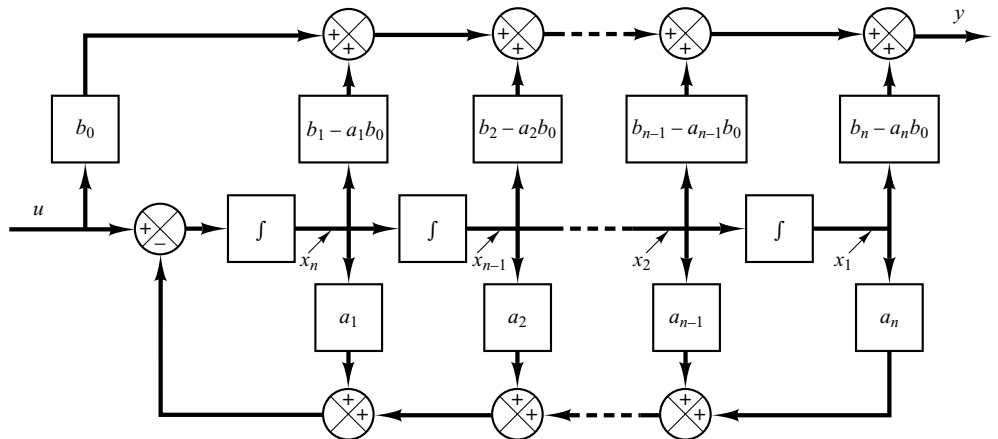 y
+ + + + + + + +
b₀ b₁ – a₁b₀ b₂ – a₂b₀ bₙ₋₁ – aₙ₋₁b₀ bₙ – aₙb₀
u
+ – ∫ ∫ ∫
xₙ xₙ₋₁ x₂ x₁
a₁ a₂ aₙ₋₁ aₙ
+ + + + + +